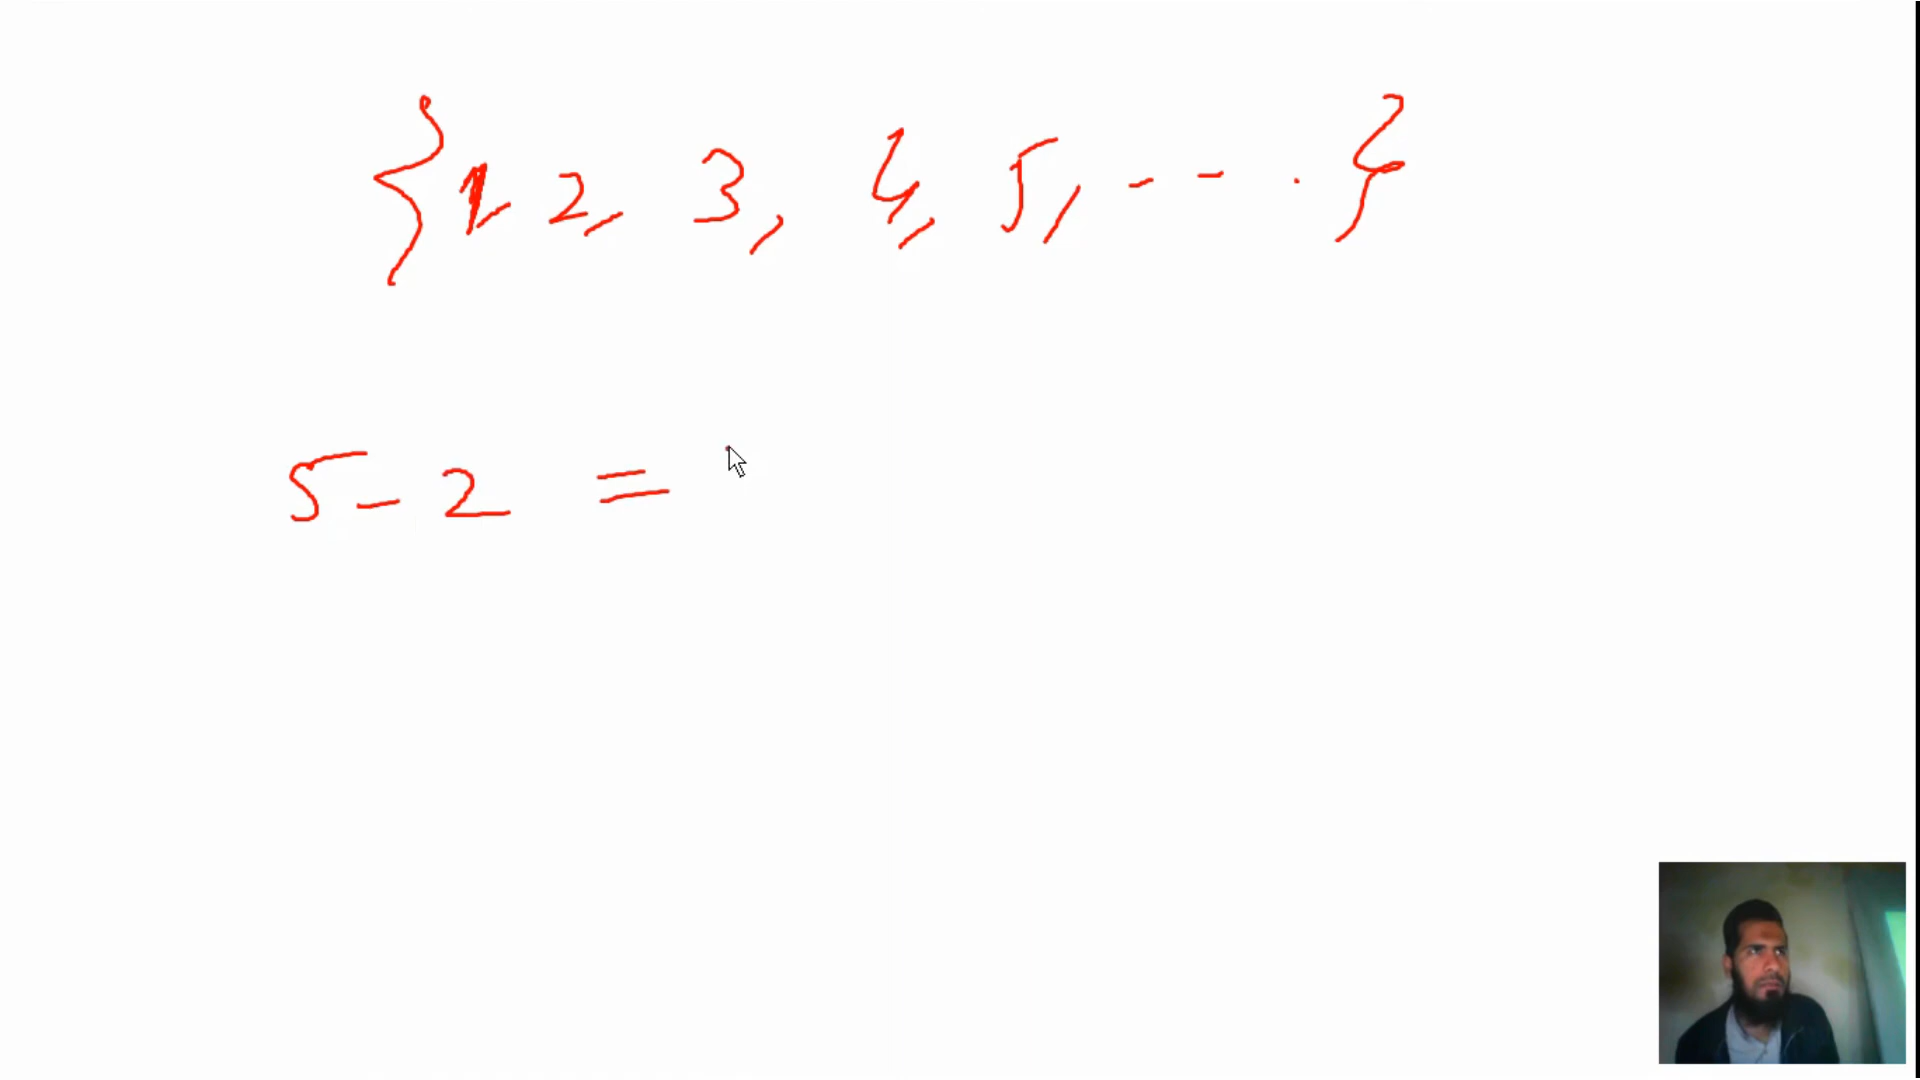 {1, 2, 3, 4, 5, - - . }
5 - 2 =